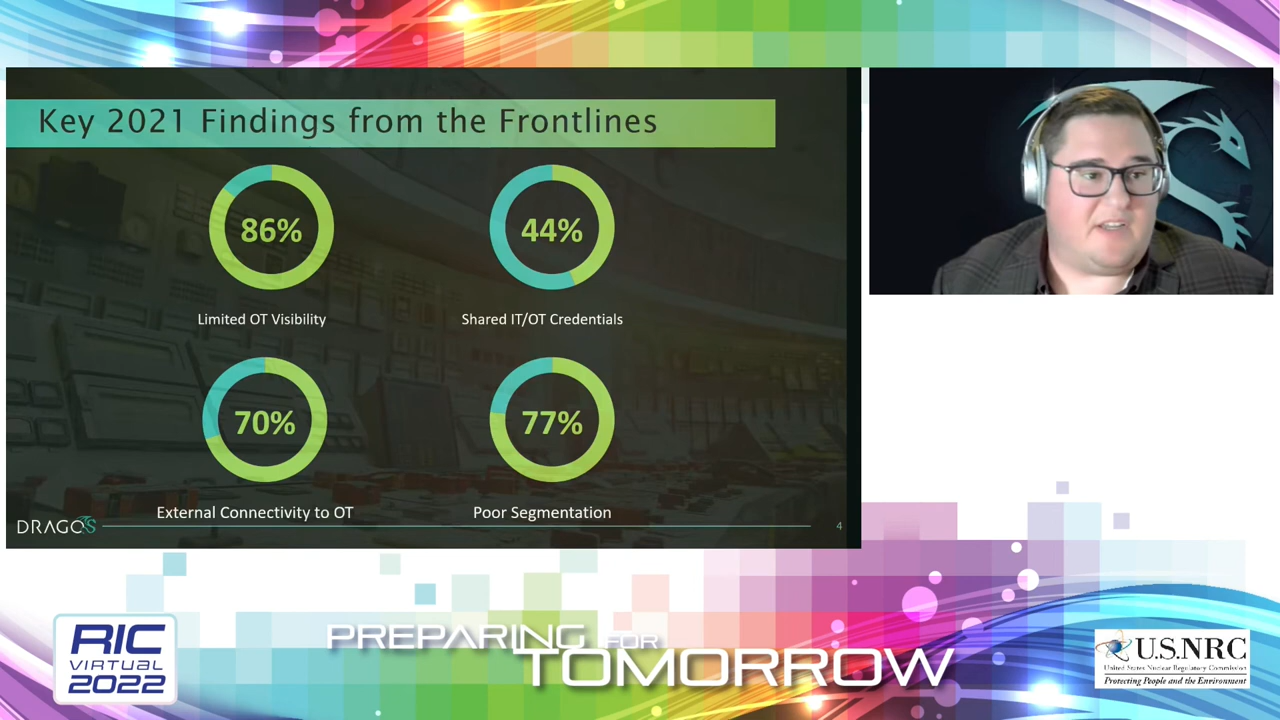 Key 2021 Findings from the Frontlines
86%
44%
Limited OT Visibility
Shared IT/OT Credentials
70%
77%
External Connectivity to OT
Poor Segmentation
DRAGOS
4
RIC
VIRTUAL
2022
PREPARING FOR
TOMORROW
U.S.NRC
United States Nuclear Regulatory Commission
Protecting People and the Environment